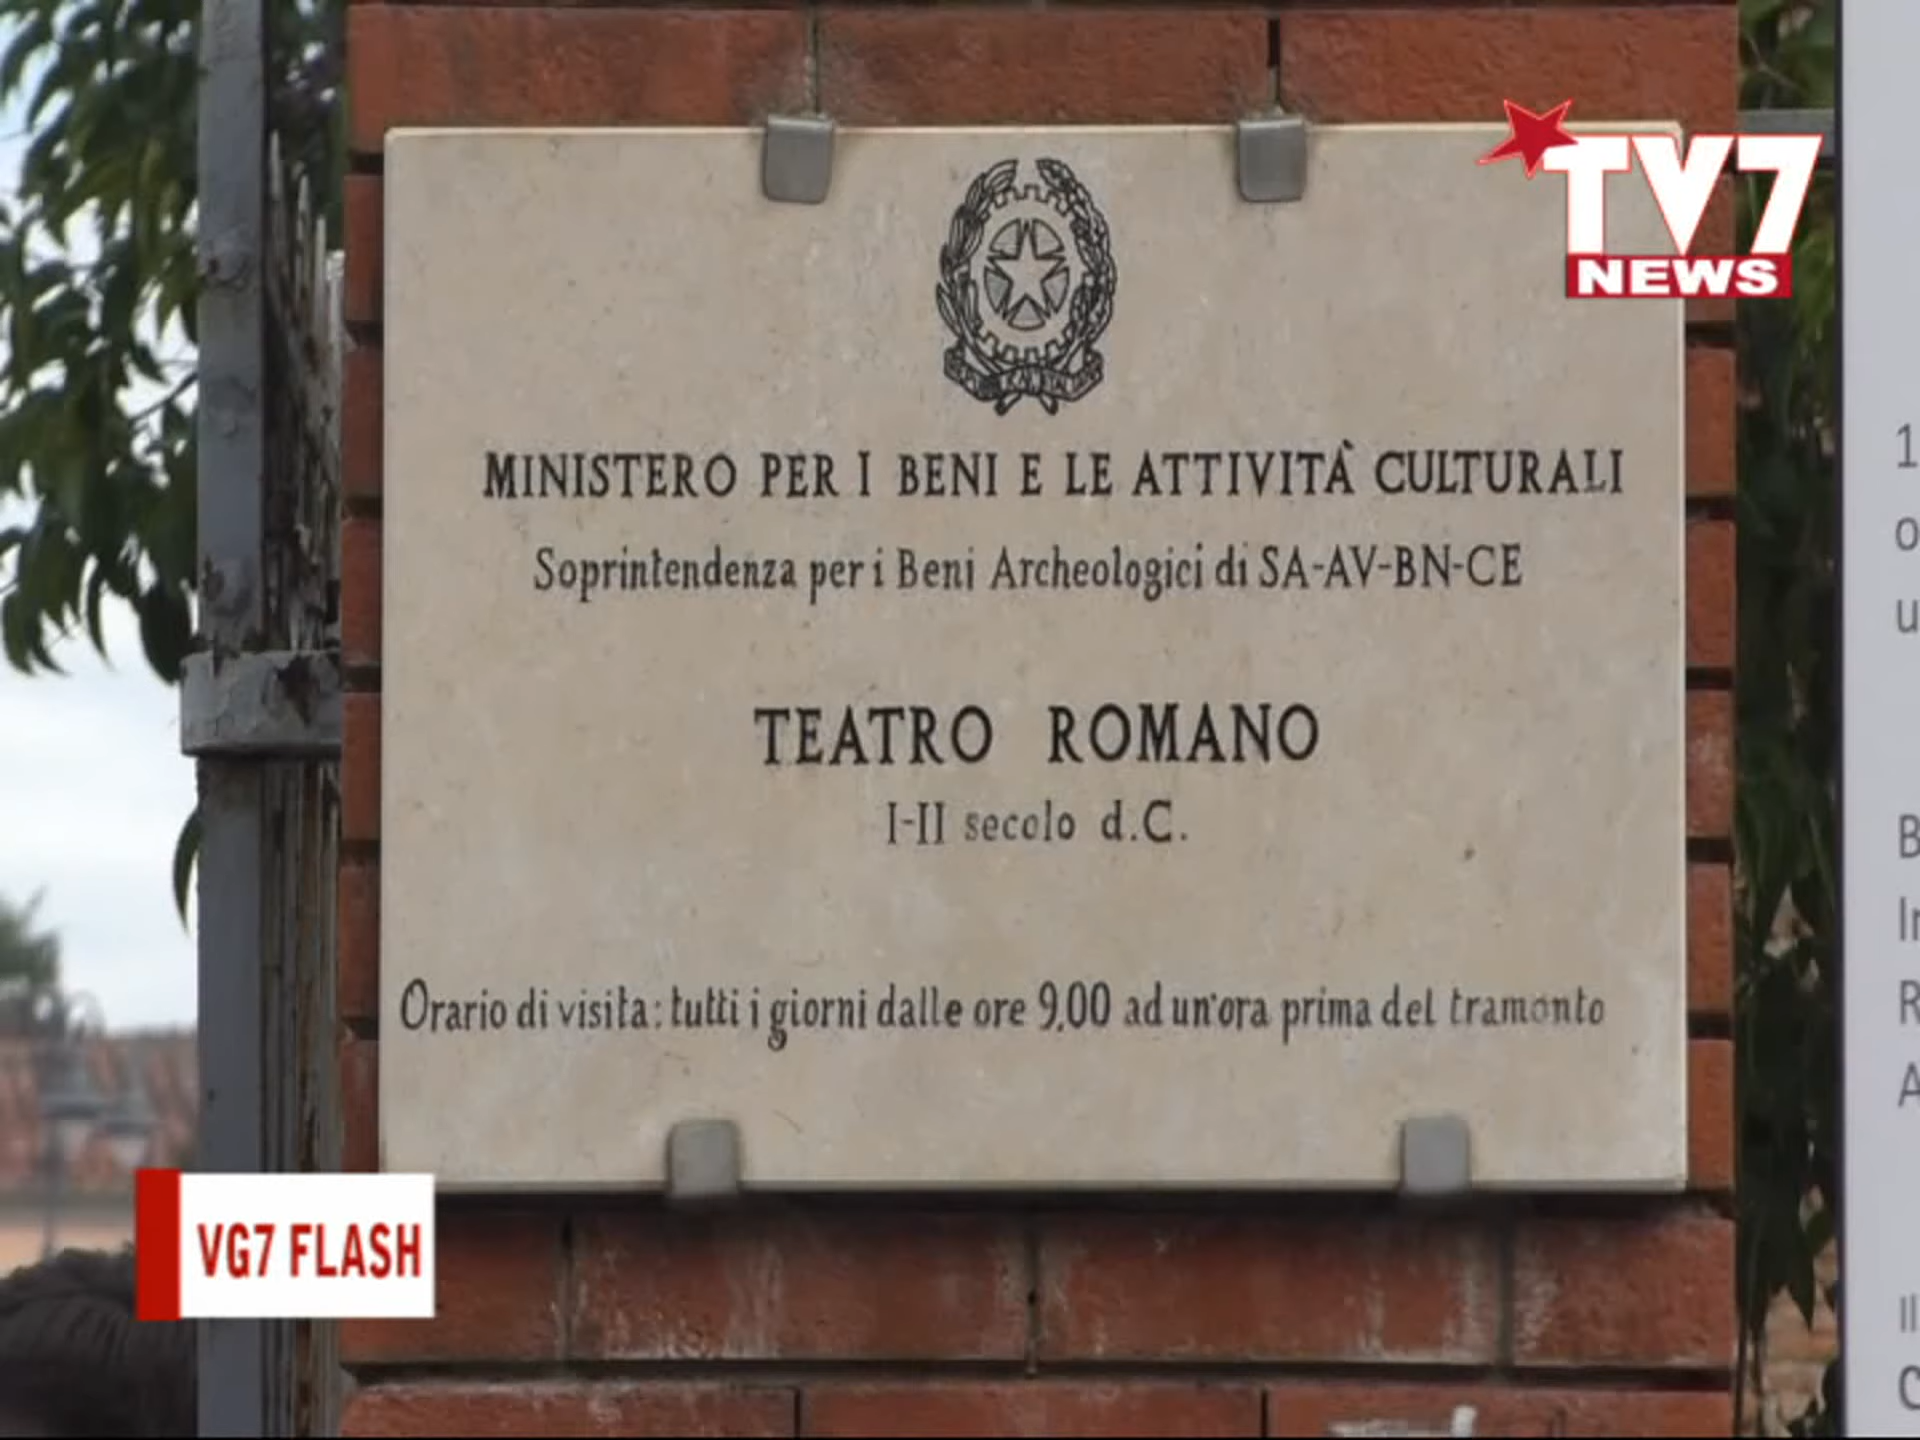 TV7
NEWS
MINISTERO PER I BENI E LE ATTIVITÀ CULTURALI
Soprintendenza per i Beni Archeologici di SA-AV-BN-CE
TEATRO ROMANO
I-II secolo d.C.
Orario di visita: tutti i giorni dalle ore 9,00 ad un'ora prima del tramonto
VG7 FLASH